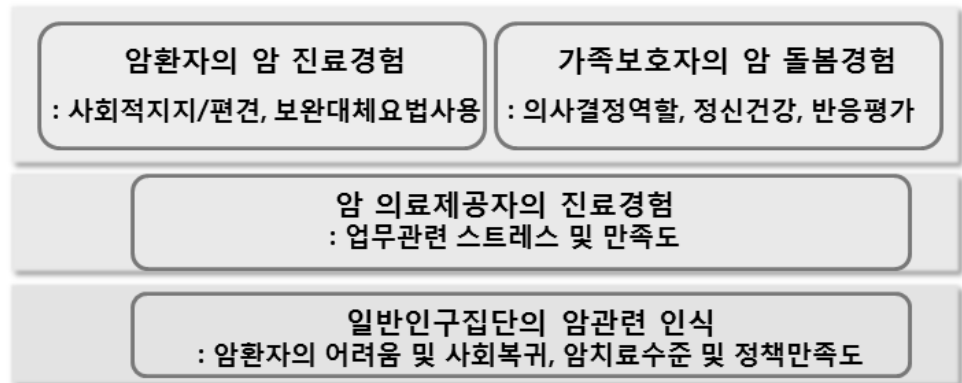 암환자의 암 진료경험
: 사회적지지/편견, 보완대체요법사용
가족보호자의 암 돌봄경험
: 의사결정역할, 정신건강, 반응평가
암 의료제공자의 진료경험
: 업무관련 스트레스 및 만족도
일반인구집단의 암관련 인식
: 암환자의 어려움 및 사회복귀, 암치료수준 및 정책만족도